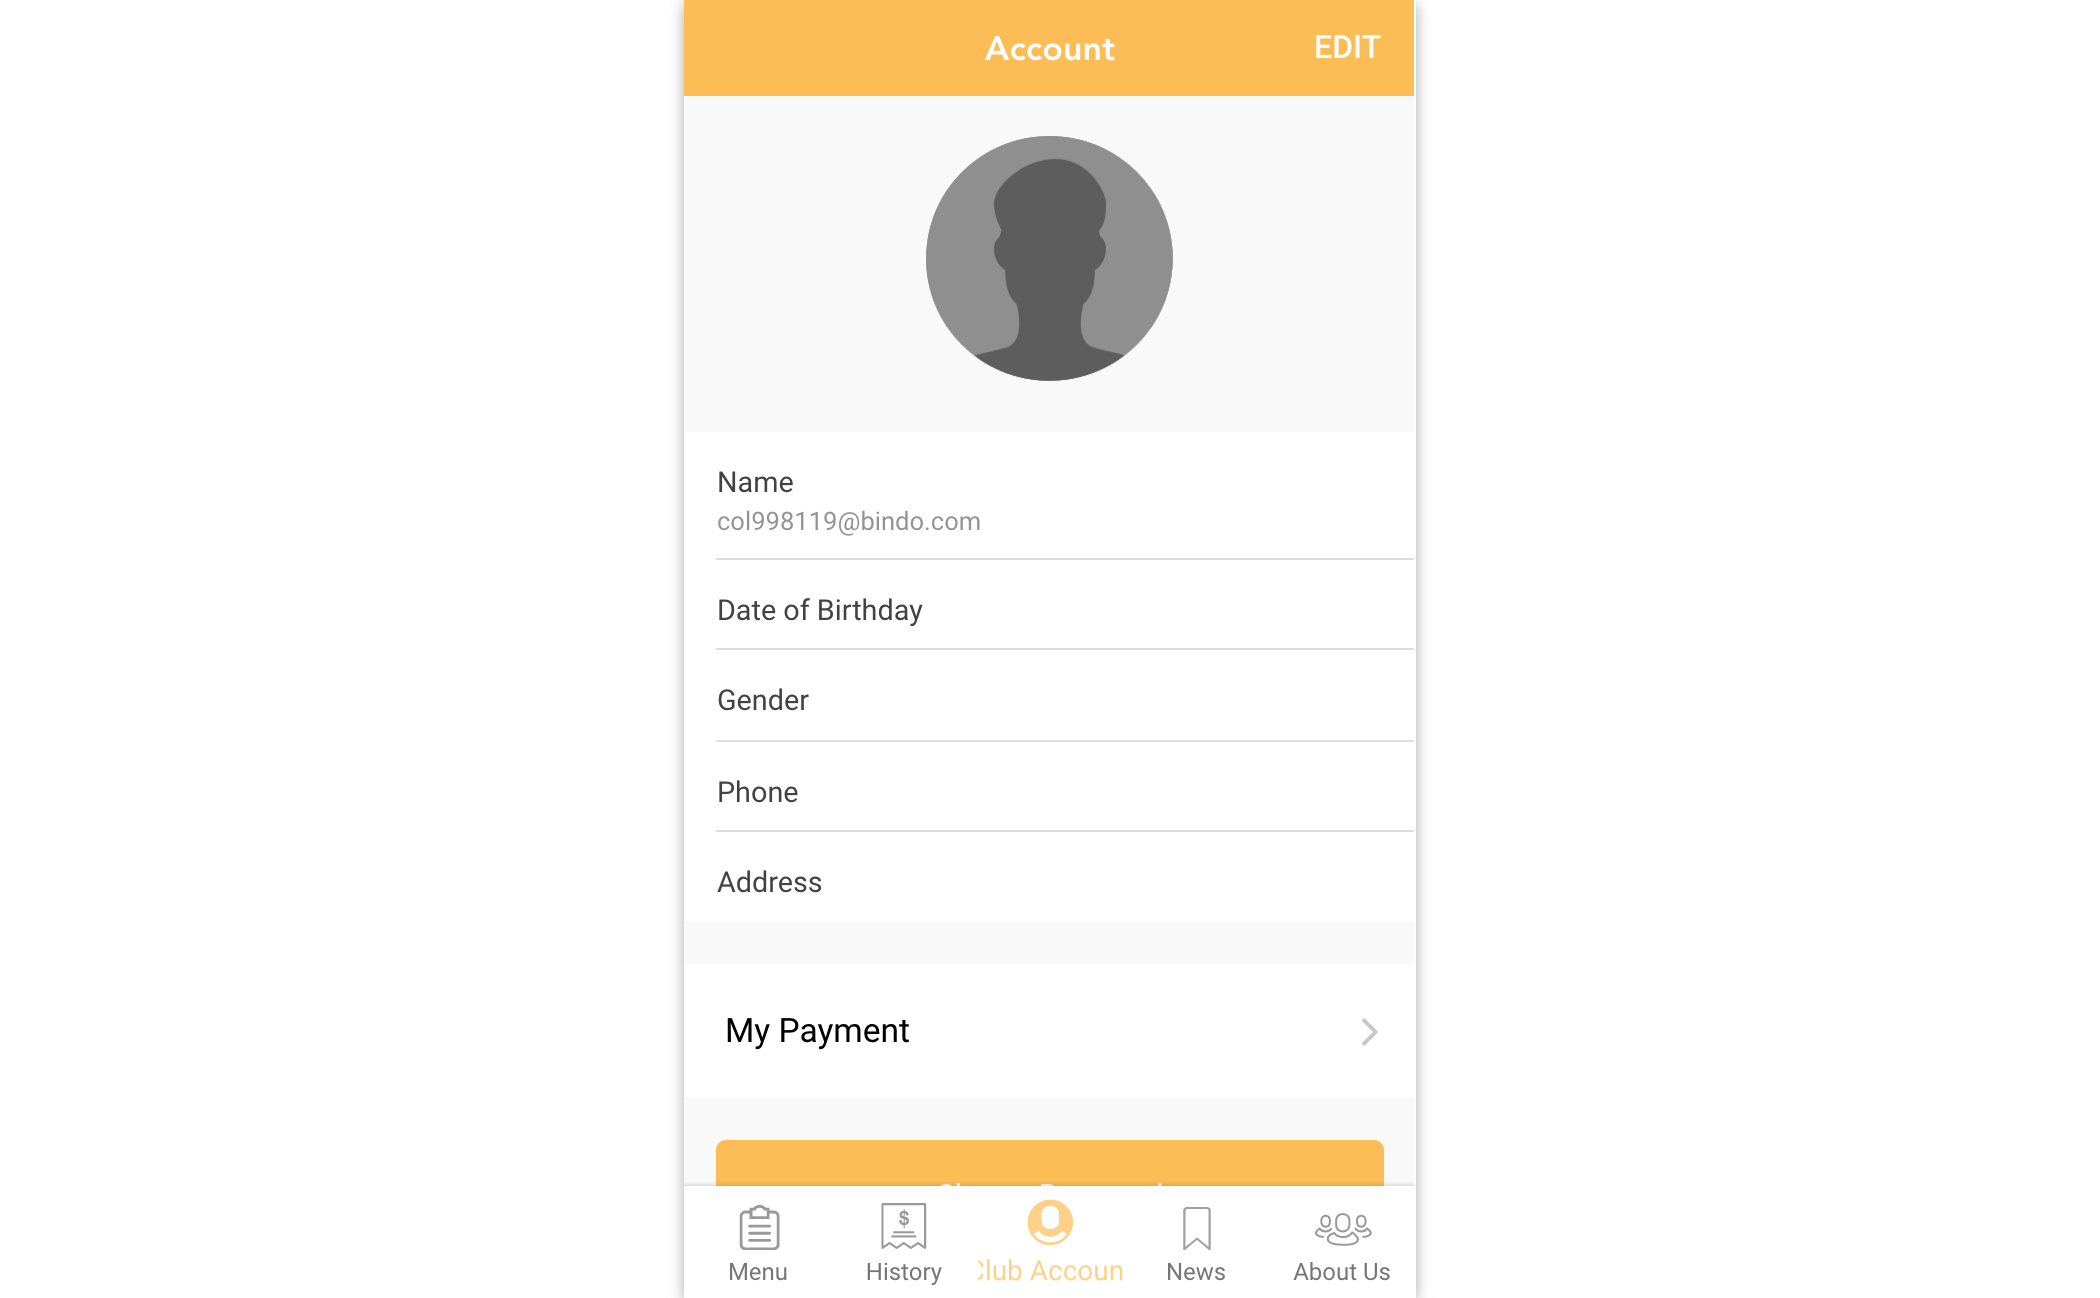 Account
EDIT
Name
col998119@bindo.com
Date of Birthday
Gender
Phone
Address
My Payment
$
Menu
History
lub Accoun
News
About Us